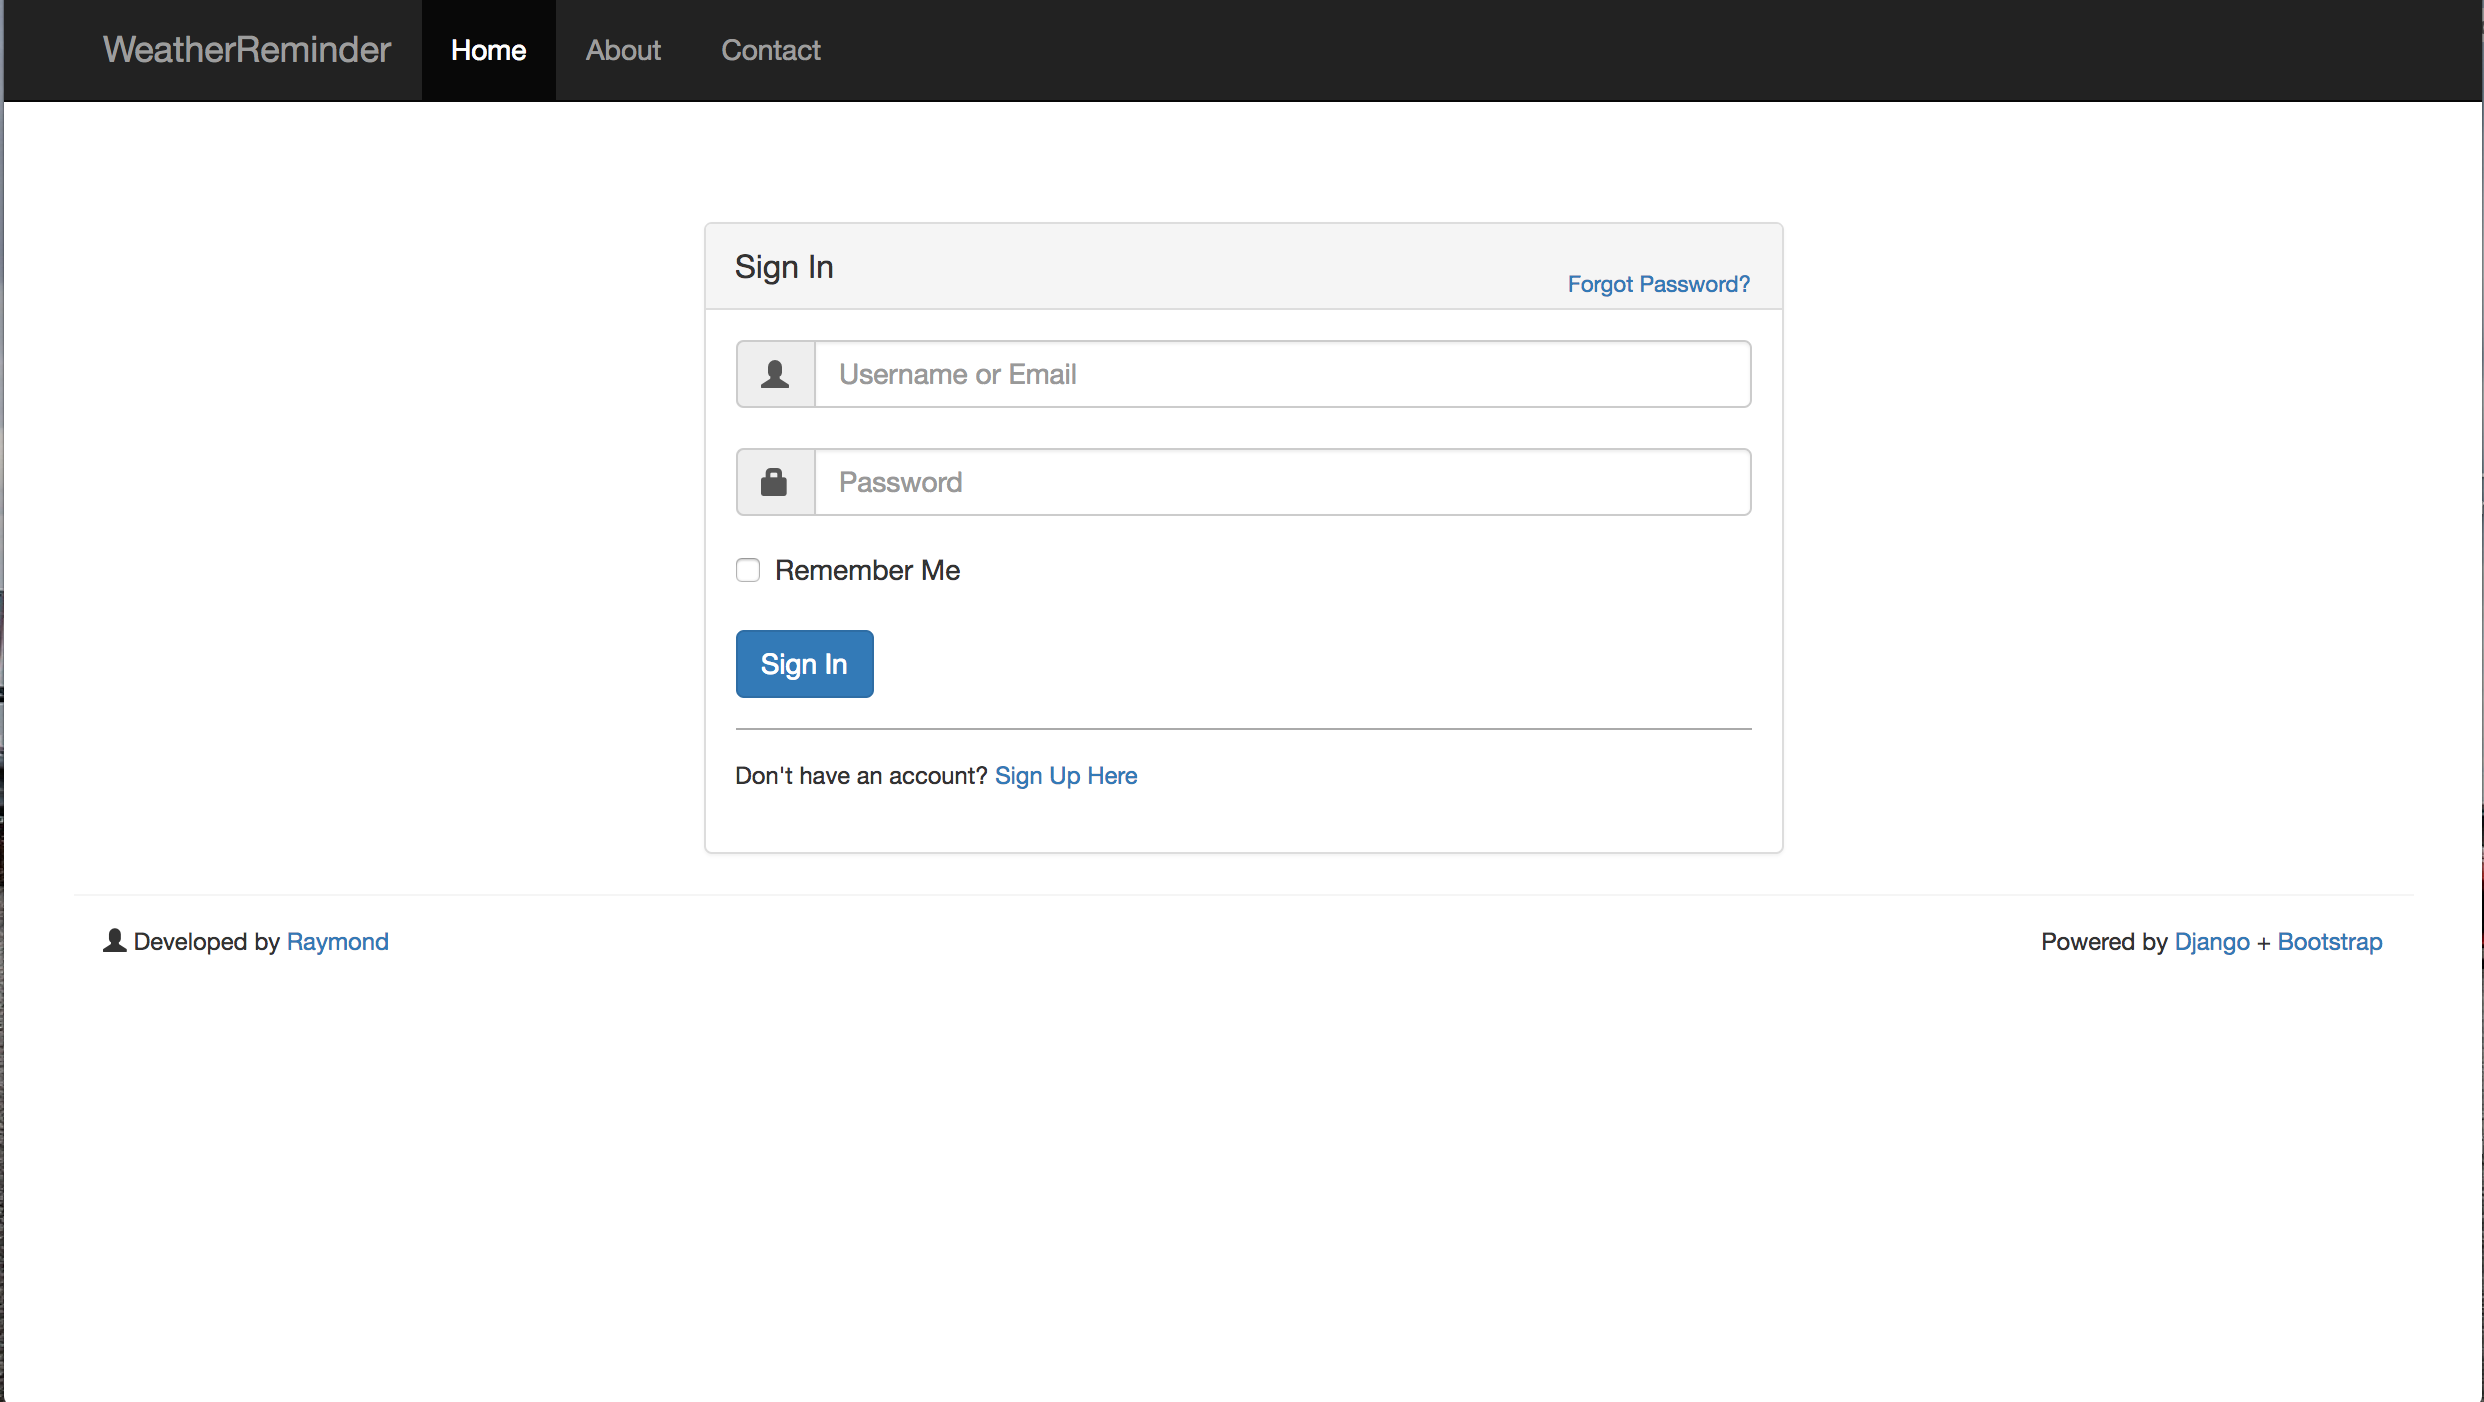 WeatherReminder Home About Contact
Sign In
Forgot Password?
Username or Email
Password
Remember Me
Sign In
Don't have an account? Sign Up Here
Developed by Raymond
Powered by Django + Bootstrap